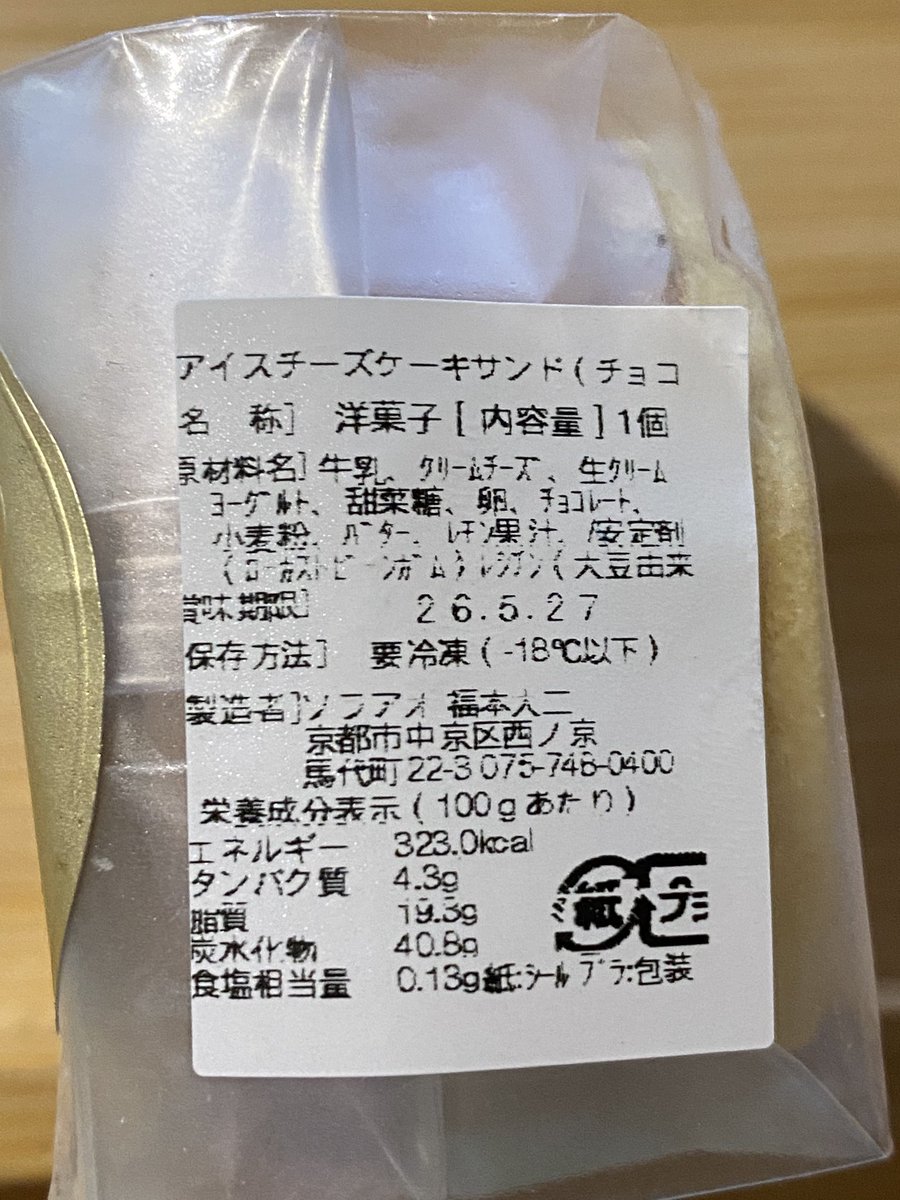 アイスチーズケーキサンド(チョコ
名 称] 洋菓子[内容量]1個
原材料名]牛乳、クリームチーズ、生クリーム
ヨーグルト、甜菜糖、卵、チョコレート、
小麦粉、バター、レモン果汁、/安定剤
(ローカストビーンガム)レシチン(大豆由来
賞味期限] 26.5.27
保存方法] 要冷凍(-18℃以下)
製造者]ソラアオ 福本大二
京都市中京区西ノ京
馬代町22-3 075-748-0400
栄養成分表示(100gあたり)
エネルギー 323.0kcal
タンパク質 4.3g
脂質 19.3g
炭水化物 40.8g
食塩相当量 0.13g
紙 プラ
紙:シール プラ:包装